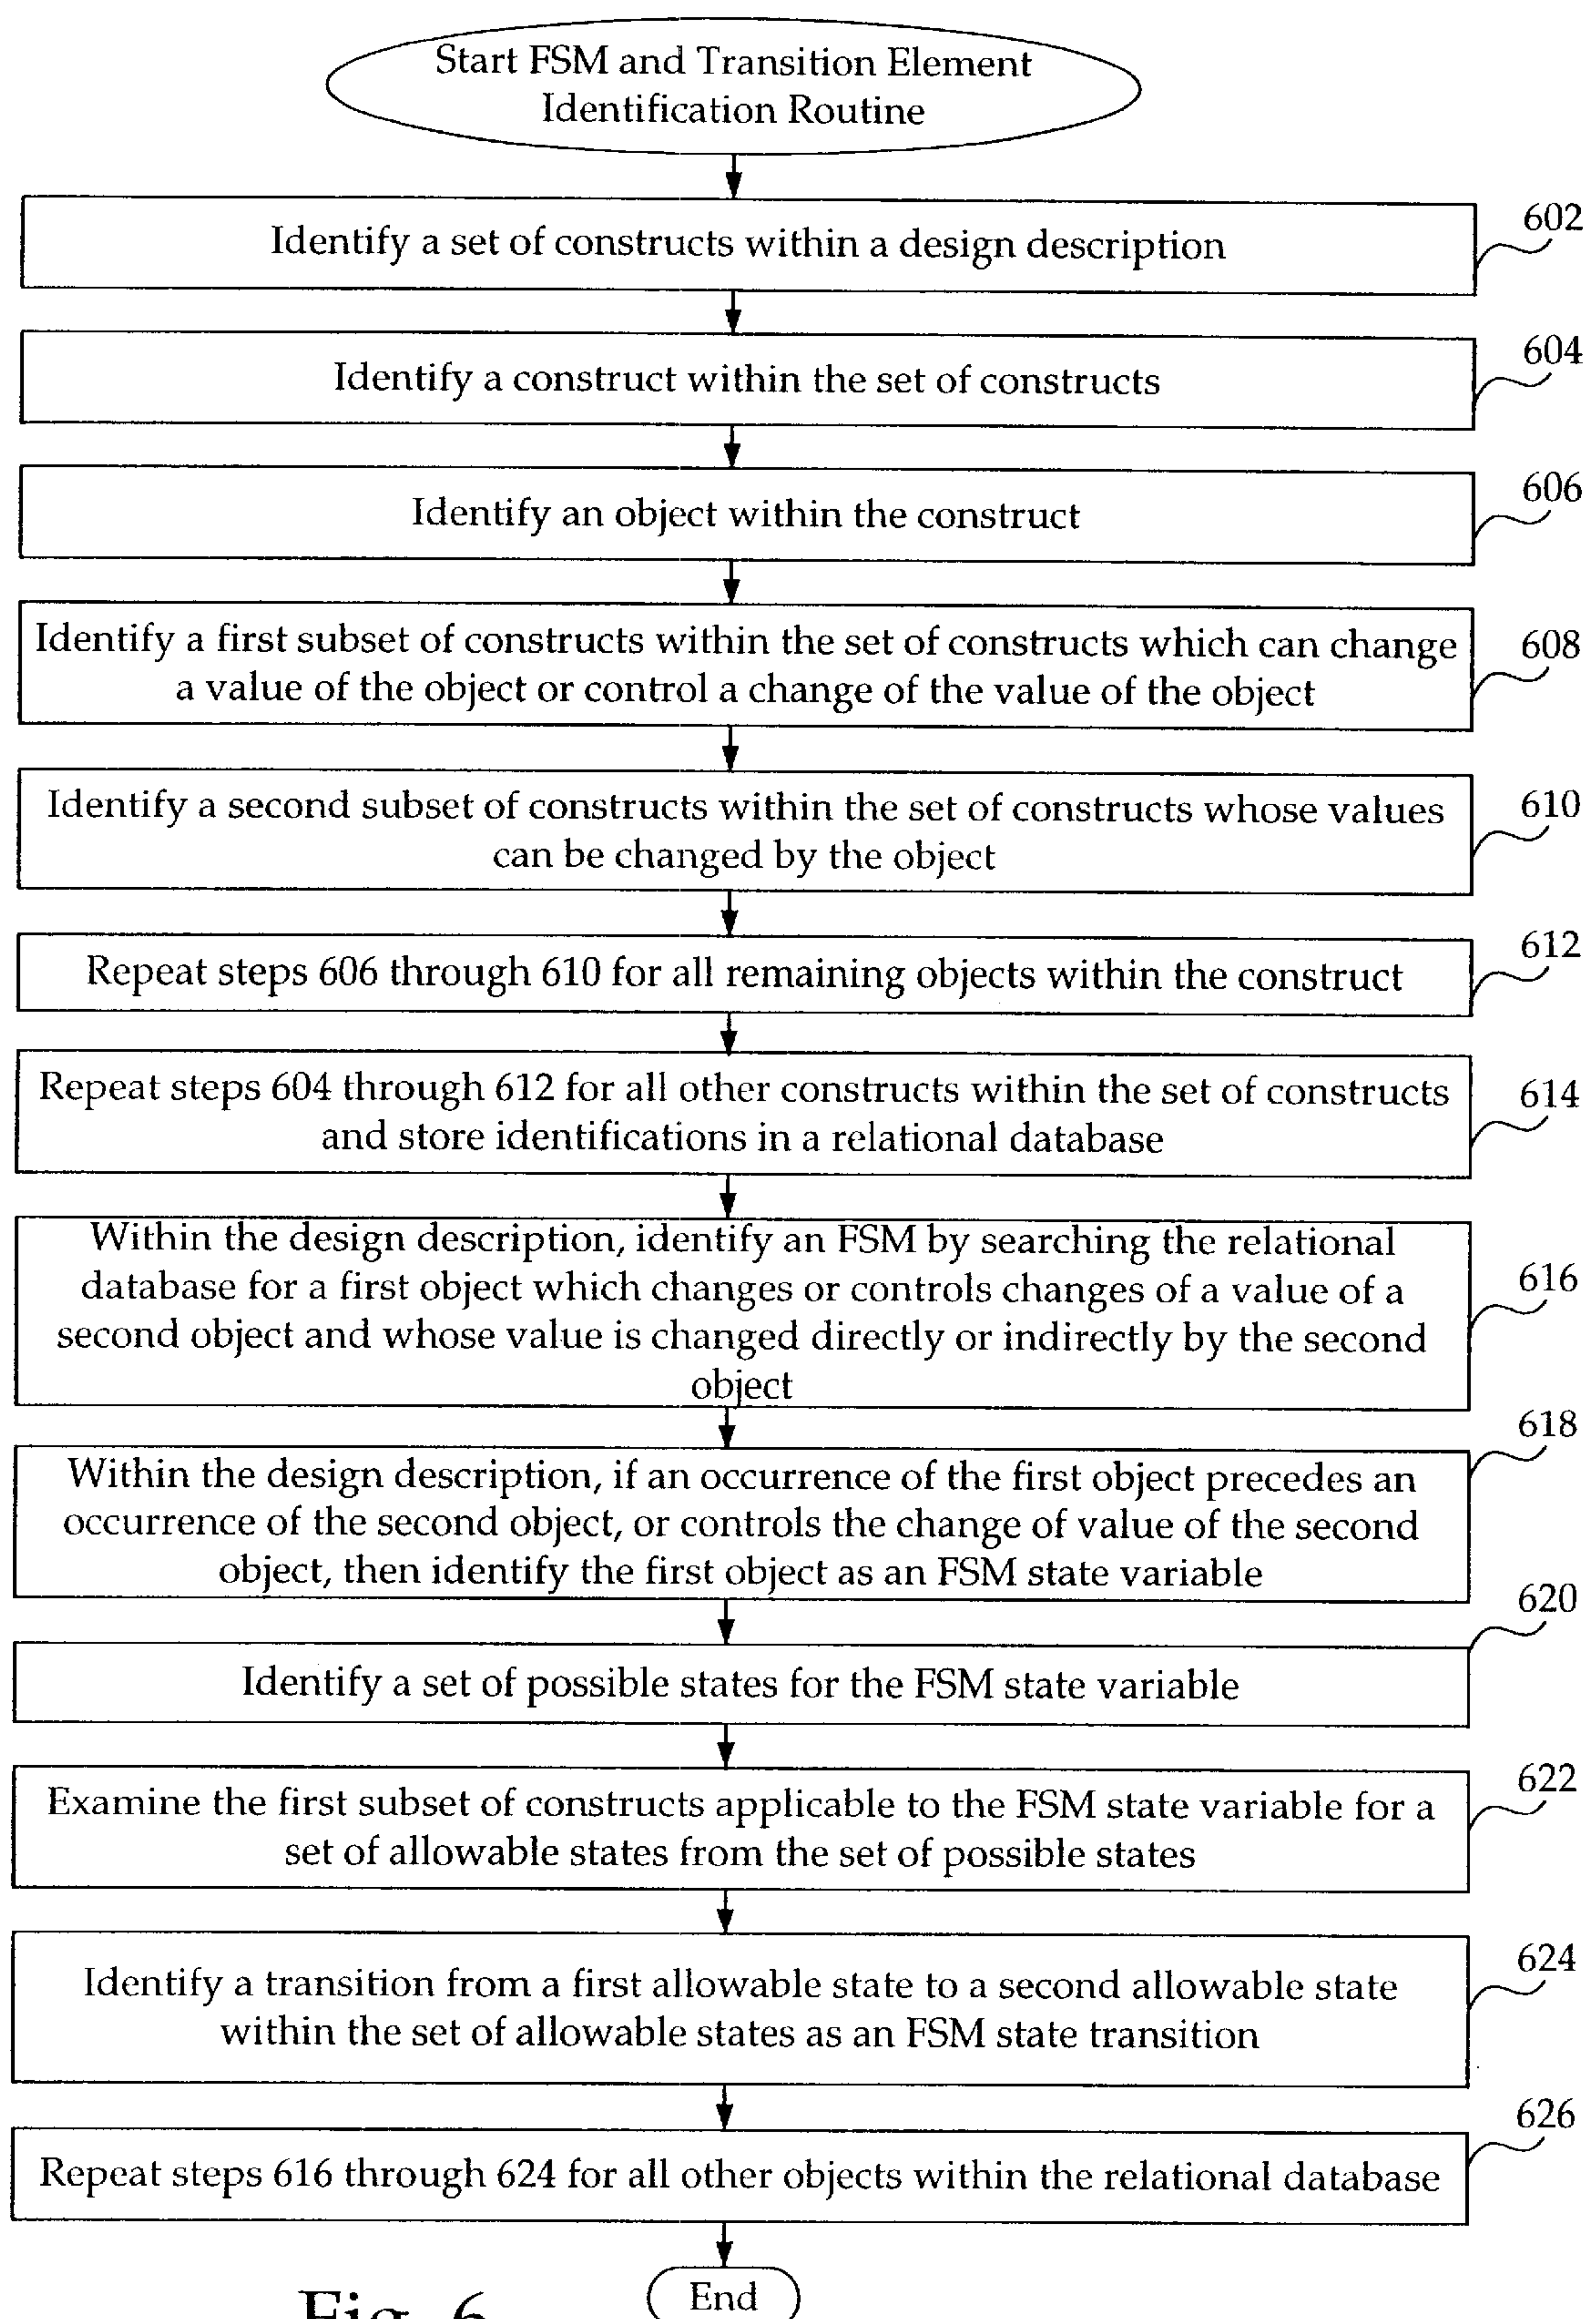 Start FSM and Transition Element
Identification Routine
602
Identify a set of constructs within a design description
604
Identify a construct within the set of constructs
606
Identify an object within the construct
608
Identify a first subset of constructs within the set of constructs which can change
a value of the object or control a change of the value of the object
610
Identify a second subset of constructs within the set of constructs whose values
can be changed by the object
612
Repeat steps 606 through 610 for all remaining objects within the construct
614
Repeat steps 604 through 612 for all other constructs within the set of constructs
and store identifications in a relational database
616
Within the design description, identify an FSM by searching the relational
database for a first object which changes or controls changes of a value of a
second object and whose value is changed directly or indirectly by the second
object
618
Within the design description, if an occurrence of the first object precedes an
occurrence of the second object, or controls the change of value of the second
object, then identify the first object as an FSM state variable
620
Identify a set of possible states for the FSM state variable
622
Examine the first subset of constructs applicable to the FSM state variable for a
set of allowable states from the set of possible states
624
Identify a transition from a first allowable state to a second allowable state
within the set of allowable states as an FSM state transition
626
Repeat steps 616 through 624 for all other objects within the relational database
End
Fig. 6